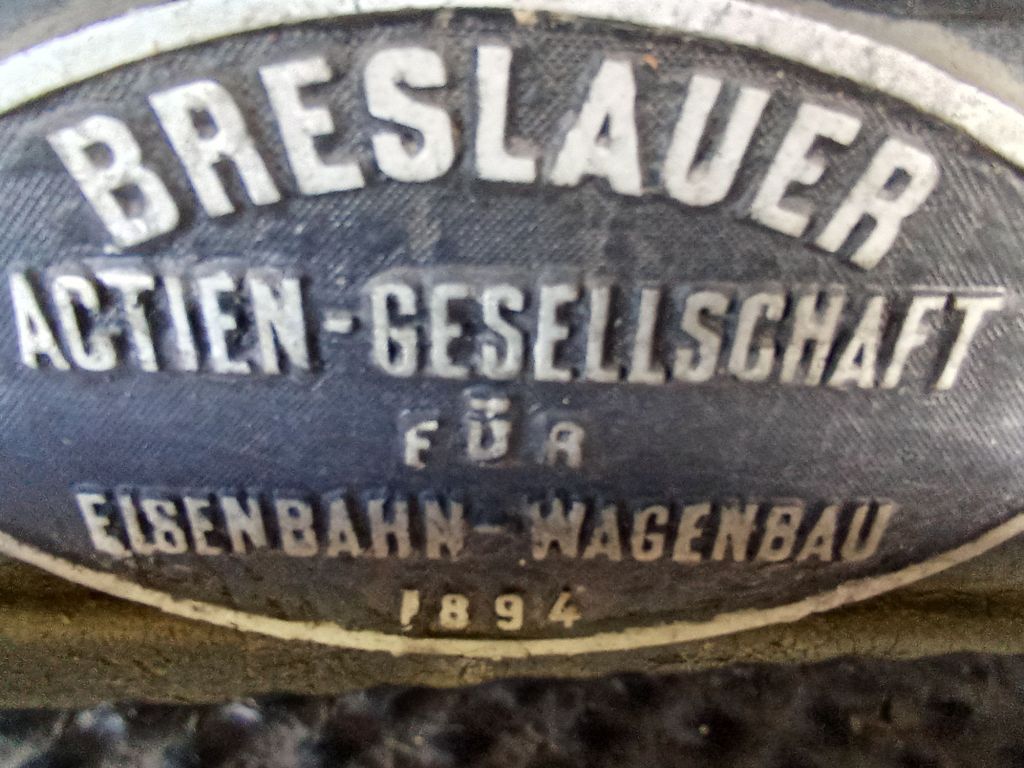 BRESLAUER
ACTIEN-GESELLSCHAFT
FÜR
EISENBAHN-WAGENBAU
1894